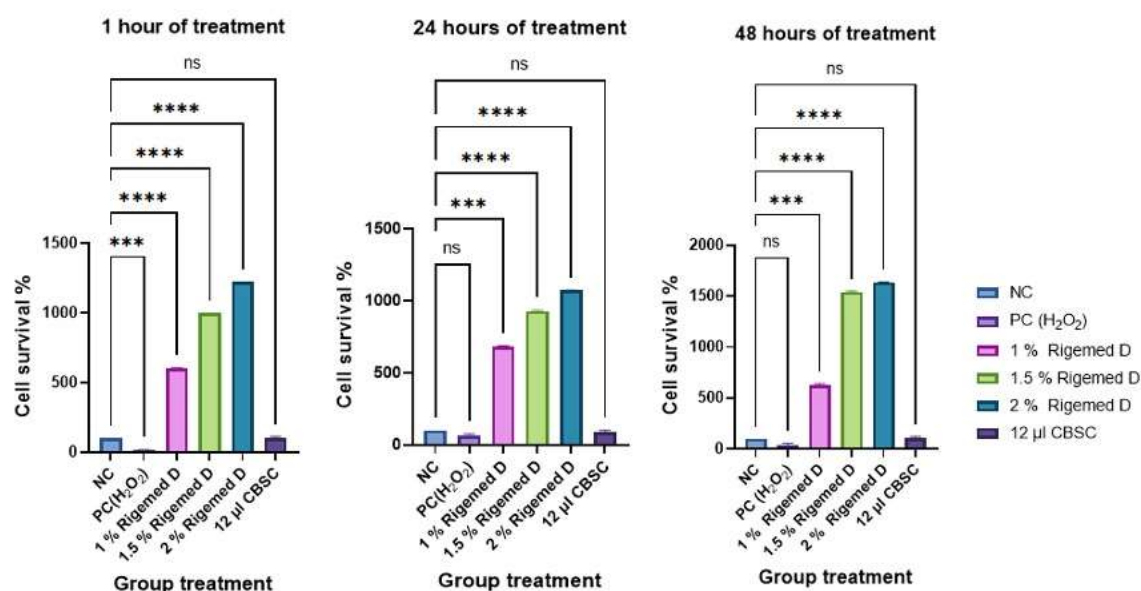 1 hour of treatment
ns
****
****
****
***
1500
1000
500
0
Cell survival %
NC
PC(H₂O₂)
1 % Rigemed D
1.5 % Rigemed D
2 % Rigemed D
12 µl CBSC
Group treatment
24 hours of treatment
ns
****
****
***
ns
1500
1000
500
0
Cell survival %
NC
PC(H₂O₂)
1 % Rigemed D
1.5 % Rigemed D
2 % Rigemed D
12 µl CBSC
Group treatment
48 hours of treatment
ns
****
****
***
ns
2000
1500
1000
500
0
Cell survival %
NC
PC (H₂O₂)
1 % Rigemed D
1.5 % Rigemed D
2 % Rigemed D
12 µl CBSC
Group treatment
NC
PC (H₂O₂)
1 % Rigemed D
1.5 % Rigemed D
2 % Rigemed D
12 µl CBSC